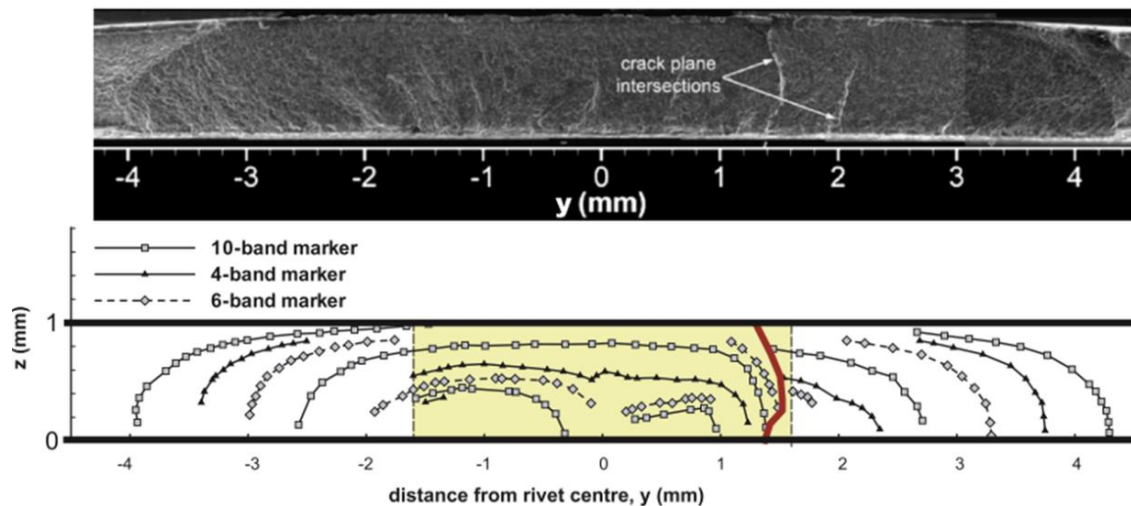 crack plane
intersections
-4 -3 -2 -1 0 1 2 3 4
y (mm)
10-band marker
4-band marker
6-band marker
z (mm)
1
0
-4 -3 -2 -1 0 1 2 3 4
distance from rivet centre, y (mm)